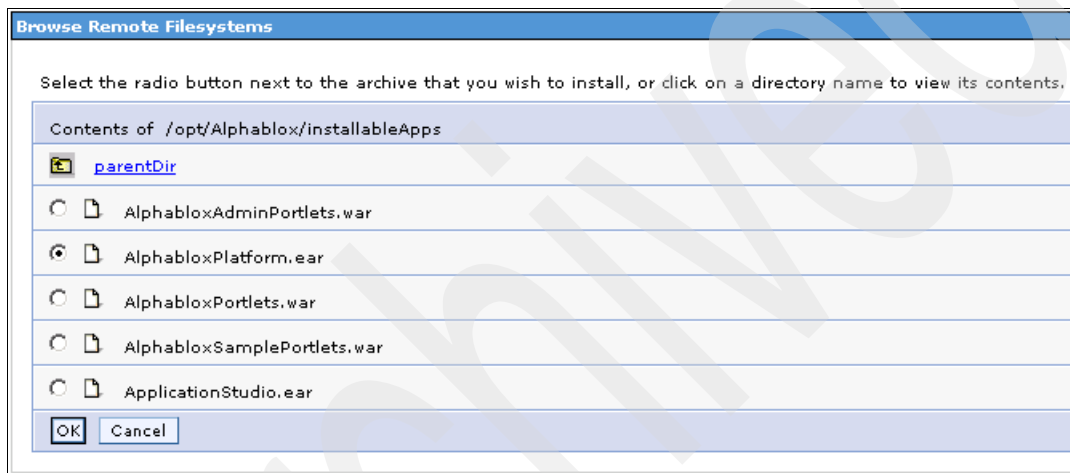 Browse Remote Filesystems
Select the radio button next to the archive that you wish to install, or click on a directory name to view its contents.
Contents of /opt/Alphablox/installableApps
parentDir
AlphabloxAdminPortlets.war
AlphabloxPlatform.ear
AlphabloxPortlets.war
AlphabloxSamplePortlets.war
ApplicationStudio.ear
OK Cancel